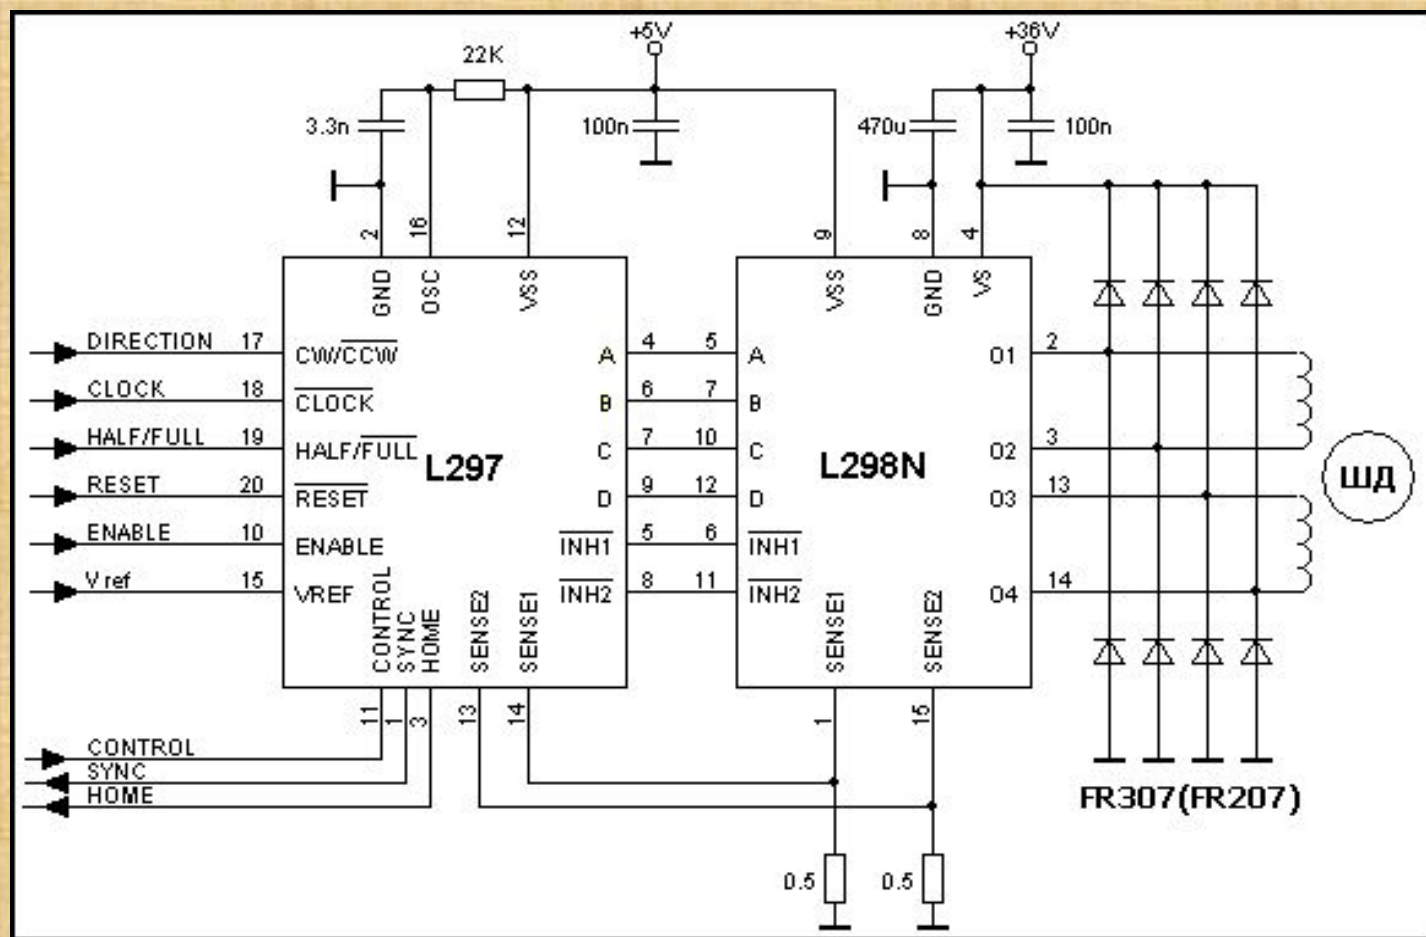 +5V
+36V
22K
3.3n
100n
470u
100n
2
16
12
9
8
4
GND
OSC
VSS
VSS
GND
VS
DIRECTION 17 CW/CCW A 4 5 A O1 2
CLOCK 18 CLOCK B 6 7 B
HALF/FULL 19 HALF/FULL C 7 10 C O2 3
L297
L298N
ШД
RESET 20 RESET D 9 12 D O3 13
ENABLE 10 ENABLE INH1 5 6 INH1
V ref 15 VREF INH2 8 11 INH2 O4 14
CONTROL
SYNC
HOME
SENSE2
SENSE1
SENSE1
SENSE2
11
1
3
13
14
1
15
CONTROL
SYNC
HOME
FR307(FR207)
0.5
0.5